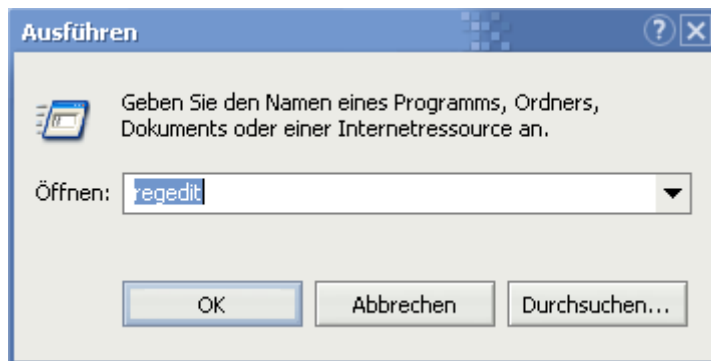 Ausführen
Geben Sie den Namen eines Programms, Ordners,
Dokuments oder einer Internetressource an.
Öffnen: regedit
OK Abbrechen Durchsuchen...